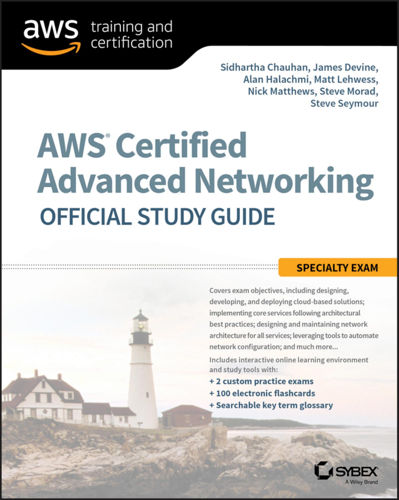 aws training and
certification
Sidhartha Chauhan, James Devine,
Alan Halachmi, Matt Lehwess,
Nick Matthews, Steve Morad,
Steve Seymour
AWS® Certified
Advanced Networking
OFFICIAL STUDY GUIDE
SPECIALTY EXAM
Covers exam objectives, including designing,
developing, and deploying cloud-based solutions;
implementing core services following architectural
best practices; designing and maintaining network
architecture for all services; leveraging tools to automate
network configuration; and much more...
Includes interactive online learning environment
and study tools with:
+ 2 custom practice exams
+ 100 electronic flashcards
+ Searchable key term glossary
SYBEX
A Wiley Brand